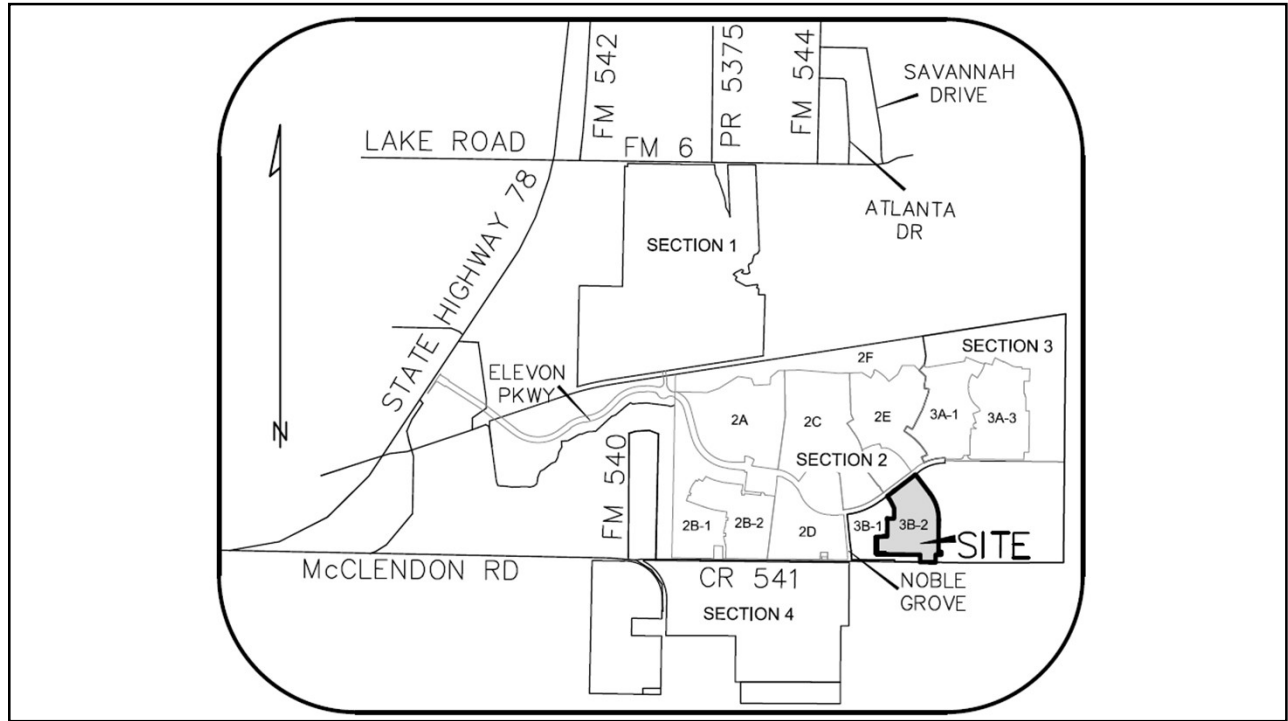 FM 542
PR 5375
FM 544
SAVANNAH
DRIVE
LAKE ROAD
FM 6
ATLANTA
DR
STATE HIGHWAY 78
SECTION 1
SECTION 3
2F
ELEVON
PKWY
2A
2C
2E
3A-1
3A-3
N
FM 540
SECTION 2
2B-1
2B-2
2D
3B-1
3B-2
SITE
McCLENDON RD
CR 541
NOBLE
GROVE
SECTION 4